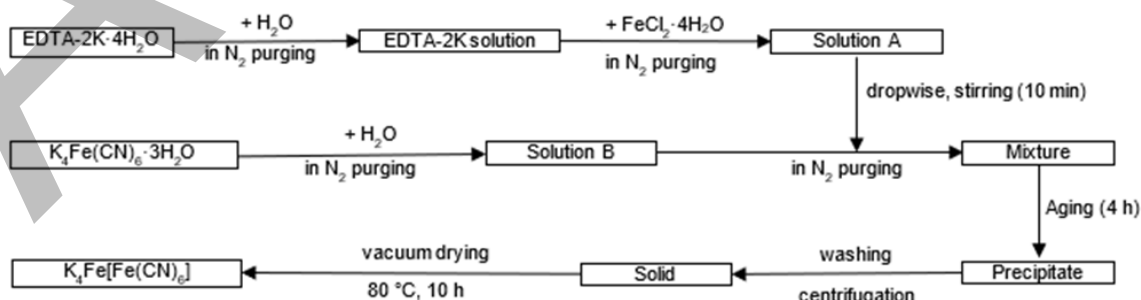 EDTA-2K·4H₂O
+ H₂O
in N₂ purging
EDTA-2K solution
+ FeCl₂·4H₂O
in N₂ purging
Solution A
dropwise, stirring (10 min)
K₄Fe(CN)₆·3H₂O
+ H₂O
in N₂ purging
Solution B
in N₂ purging
Mixture
Aging (4 h)
K₄Fe[Fe(CN)₆]
vacuum drying
80 °C, 10 h
Solid
washing
centrifugation
Precipitate